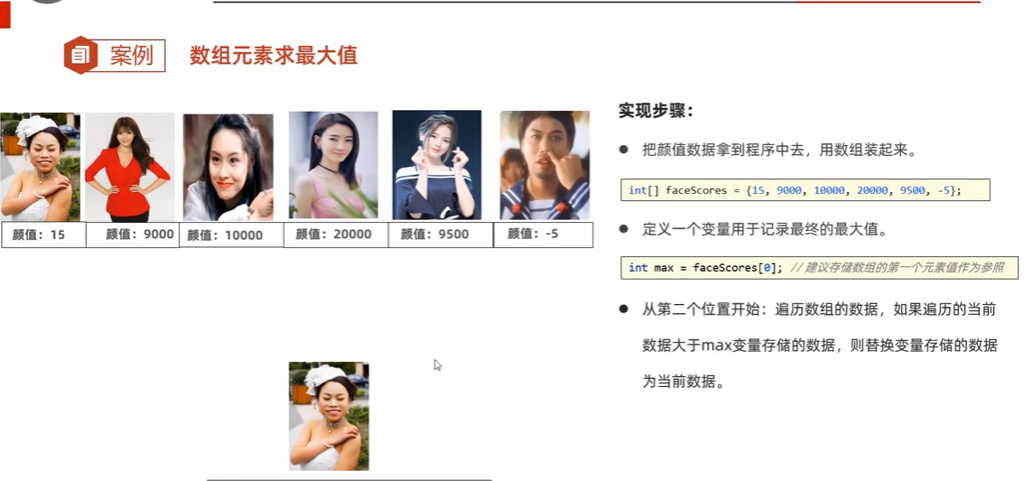 案例
数组元素求最大值
颜值：15
颜值：9000
颜值：10000
颜值：20000
颜值：9500
颜值：-5
实现步骤：
● 把颜值数据拿到程序中去，用数组装起来。
int[] faceScores = {15, 9000, 10000, 20000, 9500, -5};
● 定义一个变量用于记录最终的最大值。
int max = faceScores[0]; // 建议存储数组的第一个元素值作为参照
● 从第二个位置开始：遍历数组的数据，如果遍历的当前
数据大于max变量存储的数据，则替换变量存储的数据
为当前数据。